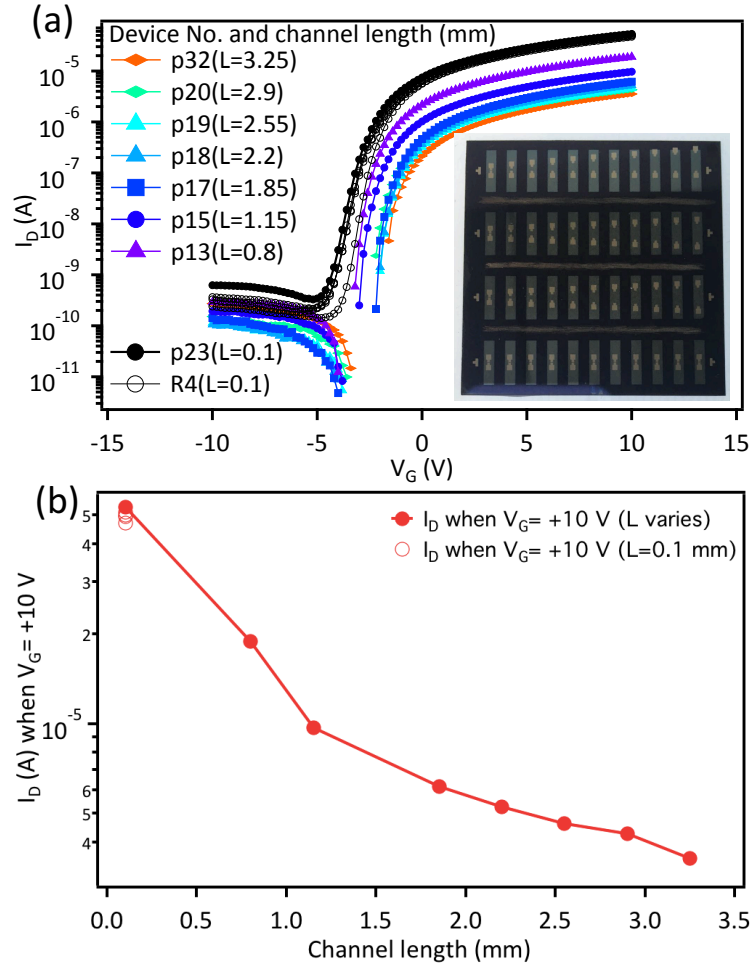 (a)
Device No. and channel length (mm)
p32(L=3.25)
p20(L=2.9)
p19(L=2.55)
p18(L=2.2)
p17(L=1.85)
p15(L=1.15)
p13(L=0.8)
p23(L=0.1)
R4(L=0.1)
I_D (A)
10^-5
10^-6
10^-7
10^-8
10^-9
10^-10
10^-11
-15 -10 -5 0 5 10 15
V_G (V)
(b)
I_D when V_G= +10 V (L varies)
I_D when V_G= +10 V (L=0.1 mm)
I_D (A) when V_G= +10 V
5
4
3
2
10^-5
6
5
4
0.0 0.5 1.0 1.5 2.0 2.5 3.0 3.5
Channel length (mm)